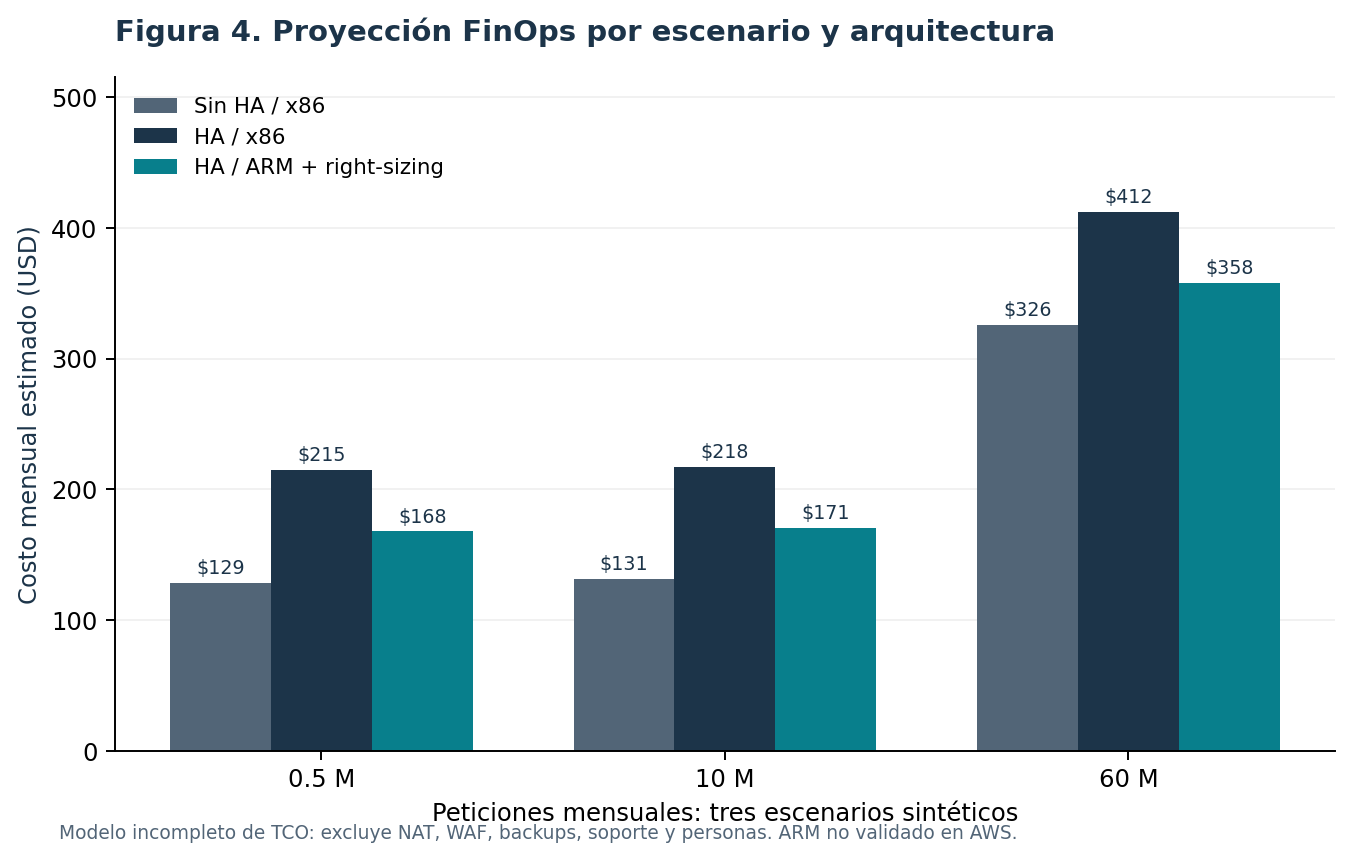 Figura 4. Proyección FinOps por escenario y arquitectura
500
Sin HA / x86
HA / x86
HA / ARM + right-sizing
400
300
200
100
0
Costo mensual estimado (USD)
$129
$215
$168
$131
$218
$171
$326
$412
$358
0.5 M
10 M
60 M
Peticiones mensuales: tres escenarios sintéticos
Modelo incompleto de TCO: excluye NAT, WAF, backups, soporte y personas. ARM no validado en AWS.